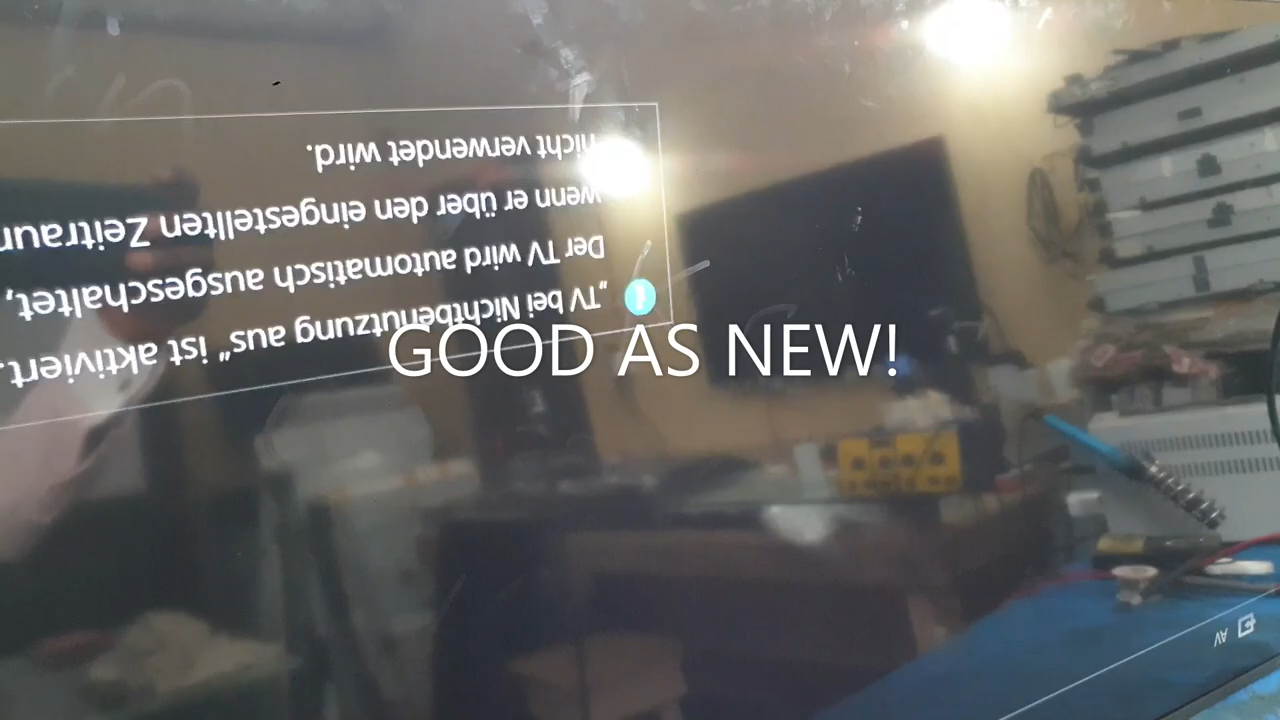 „TV bei Nichtbenutzung aus“ ist aktiviert.
Der TV wird automatisch ausgeschaltet,
wenn er über den eingestellten
nicht verwendet wird.
GOOD AS NEW!
AV